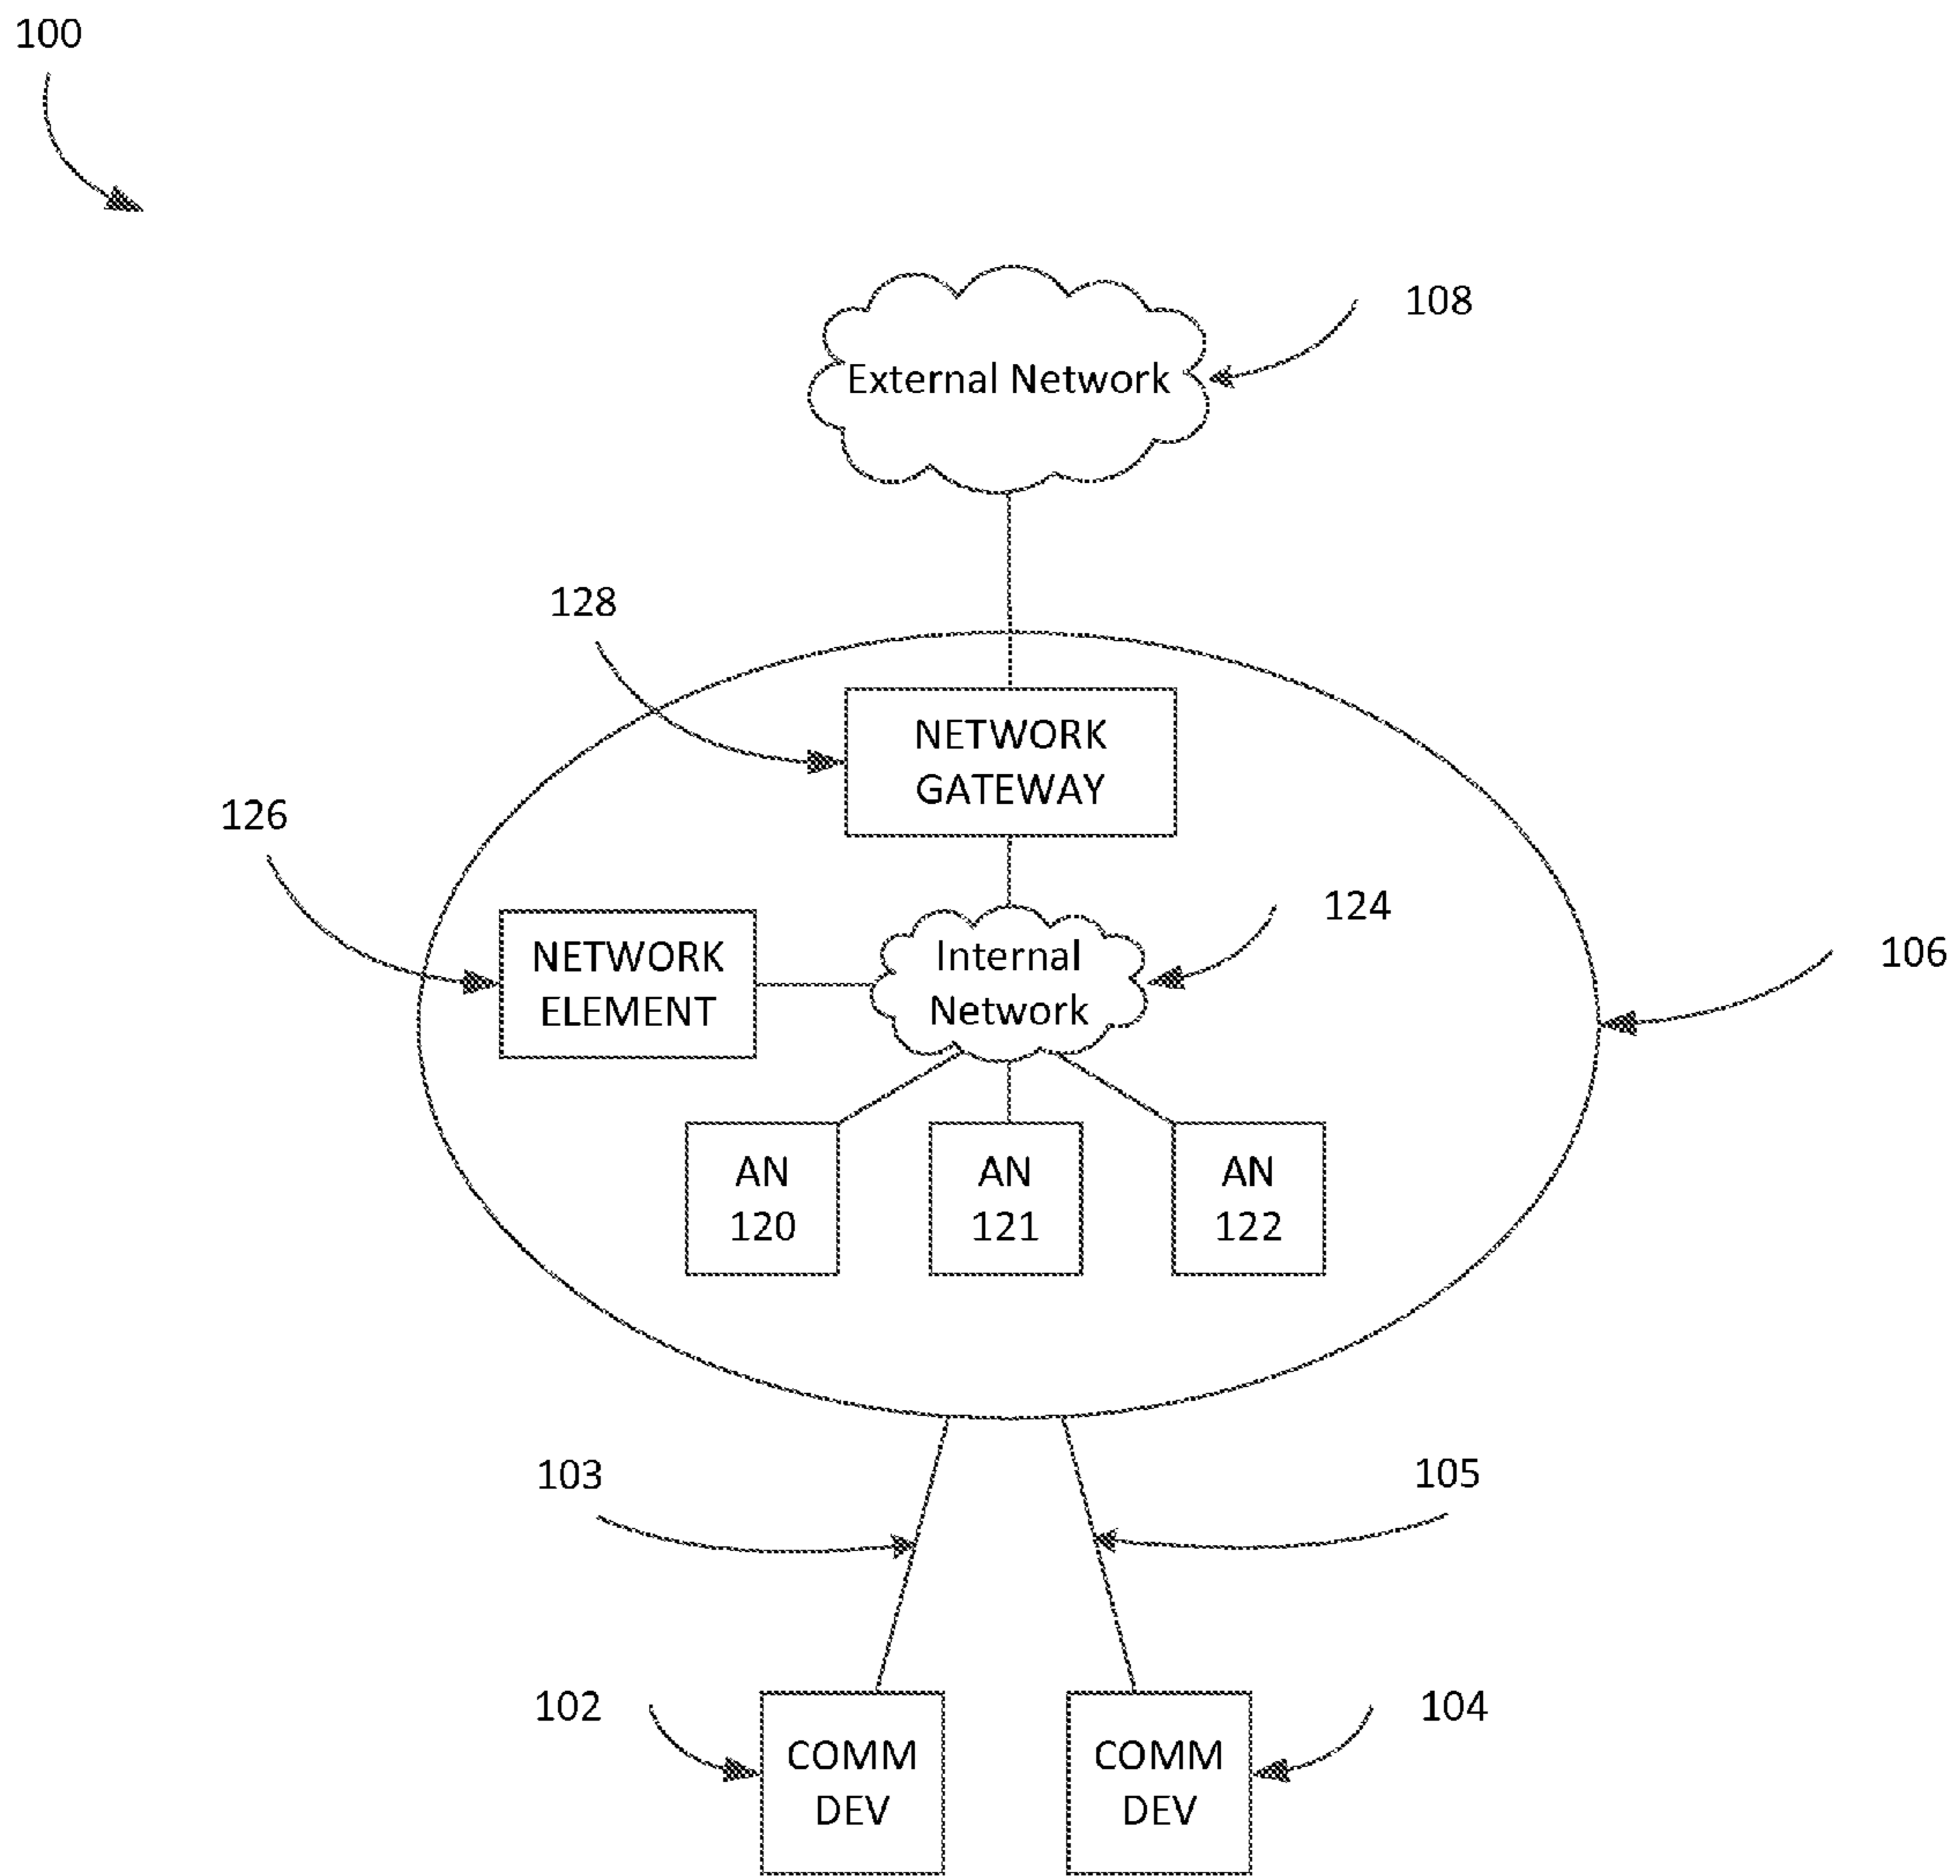 100
108
External Network
128
NETWORK
GATEWAY
126
124
106
NETWORK
ELEMENT
Internal
Network
AN
120
AN
121
AN
122
103
105
102
104
COMM
DEV
COMM
DEV